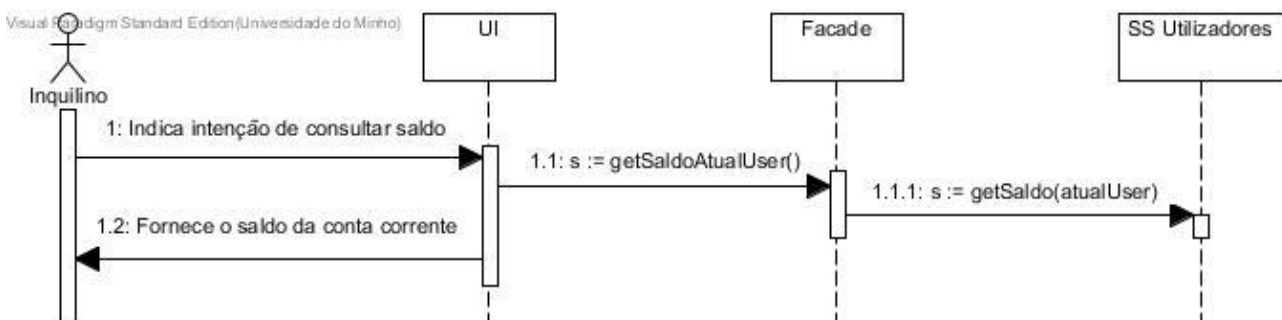 Visual Paradigm Standard Edition(Universidade do Minho)
UI
Facade
SS Utilizadores
Inquilino
1: Indica intenção de consultar saldo
1.1: s := getSaldoAtualUser()
1.1.1: s := getSaldo(atualUser)
1.2: Fornece o saldo da conta corrente